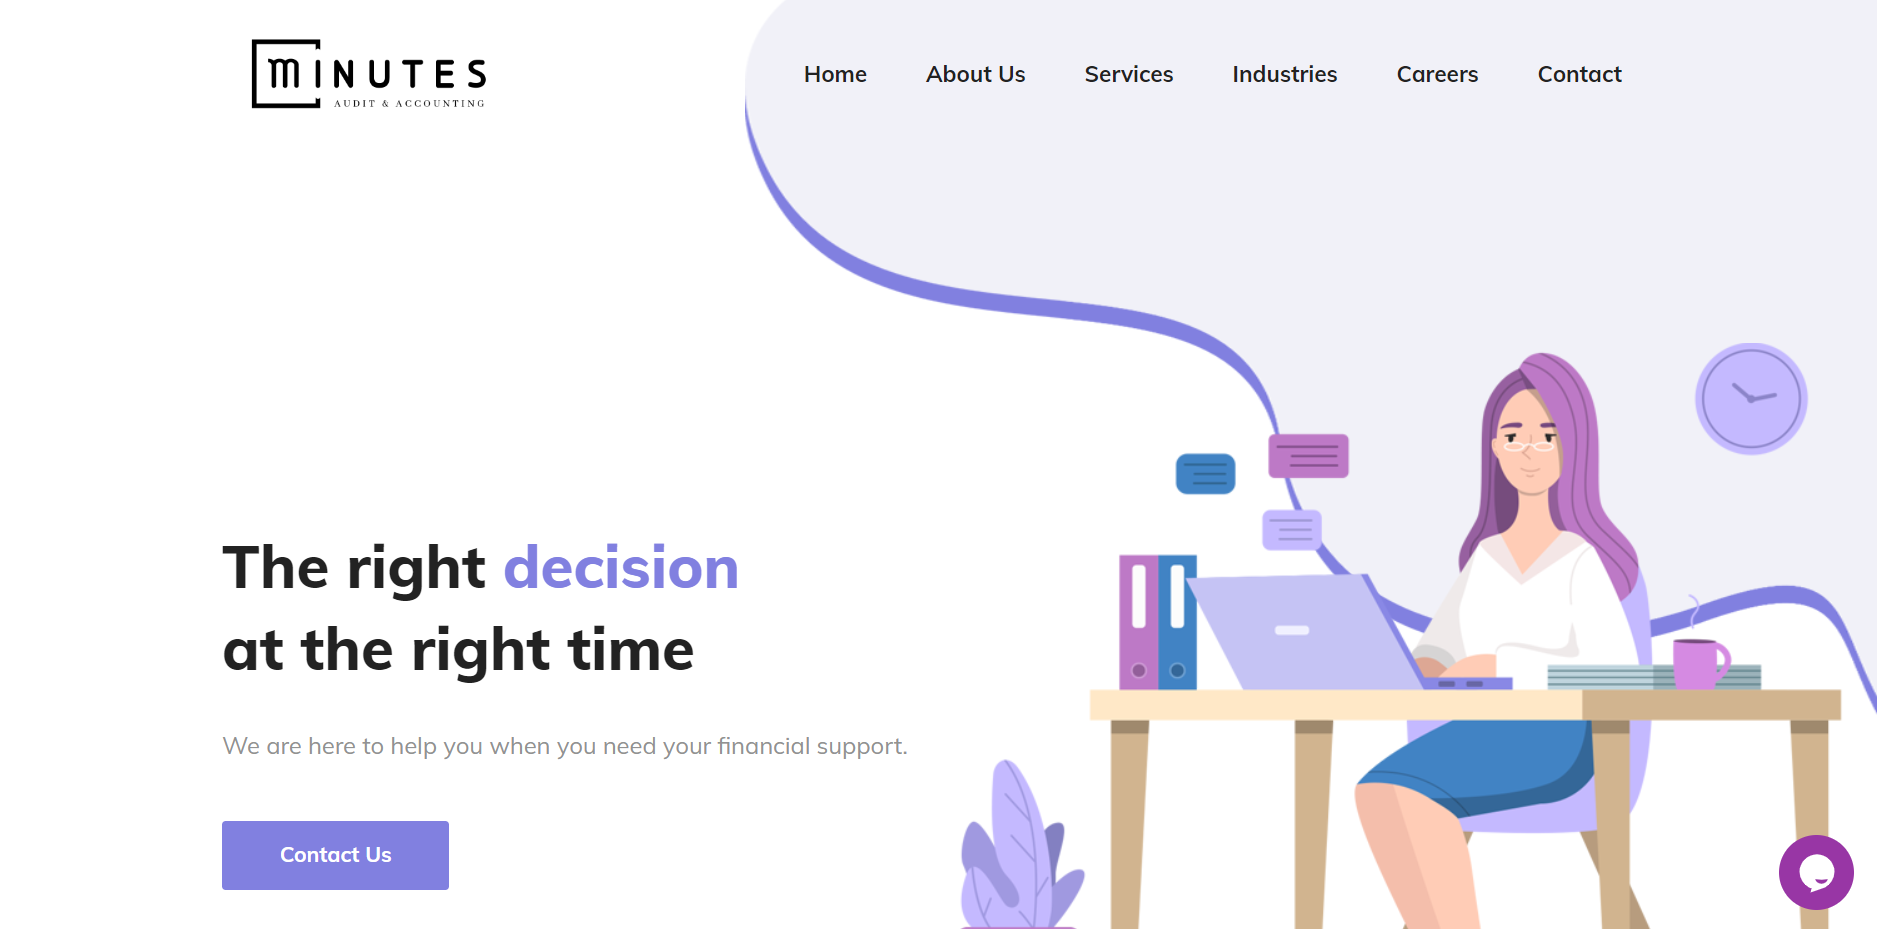 MINUTES
AUDIT & ACCOUNTING
Home About Us Services Industries Careers Contact
The right decision
at the right time
We are here to help you when you need your financial support.
Contact Us